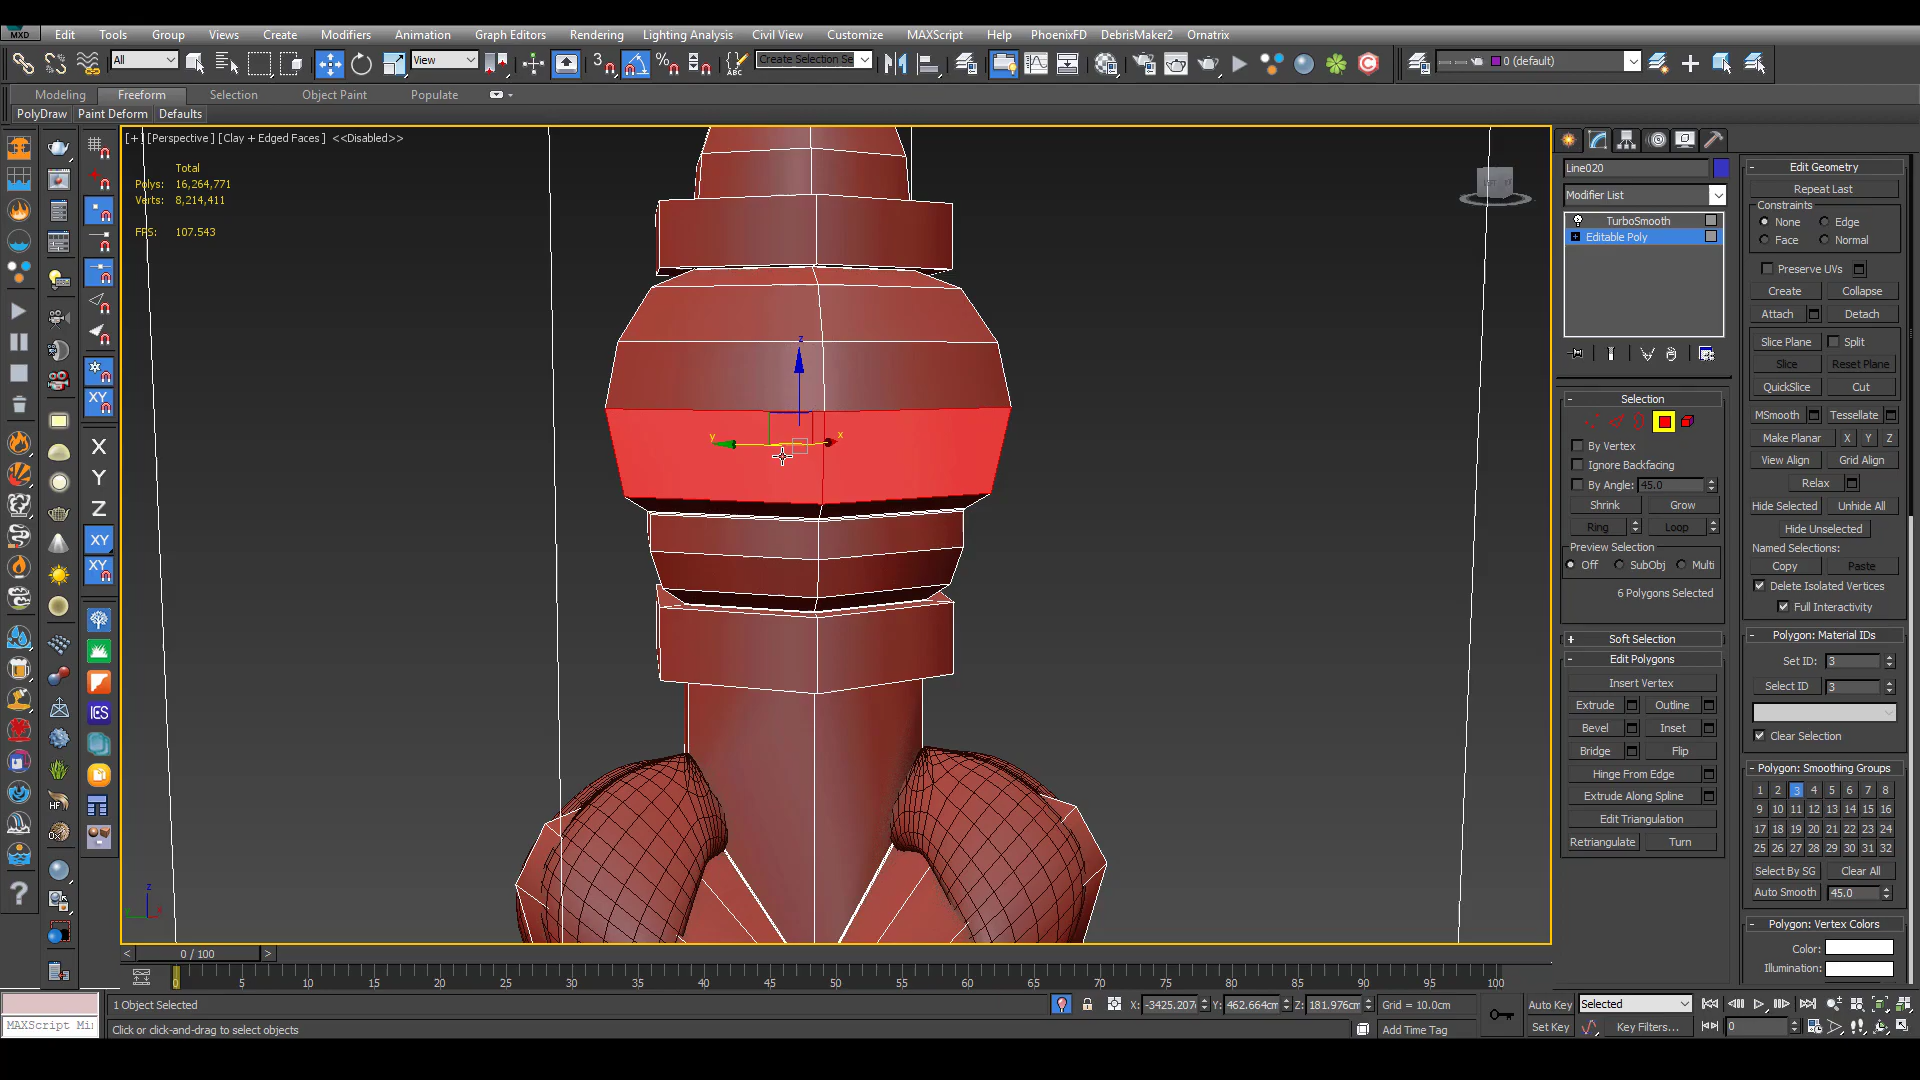 MXD Edit Tools Group Views Create Modifiers Animation Graph Editors Rendering Lighting Analysis Civil View Customize MAXScript Help PhoenixFD DebrisMaker2 Ornatrix
All View 3 Create Selection Se 0 (default)
Modeling Freeform Selection Object Paint Populate
PolyDraw Paint Deform Defaults
[+] [Perspective] [Clay + Edged Faces] <<Disabled>>
Total
Polys: 16,264,771
Verts: 8,214,411
FPS: 107.543
z
y
x
X
Y
Z
XY
XY
XY
ICS
HF
Line020
Modifier List
TurboSmooth
Editable Poly
- Selection
By Vertex
Ignore Backfacing
By Angle: 45.0
Shrink Grow
Ring Loop
Preview Selection
Off SubObj Multi
6 Polygons Selected
+ Soft Selection
- Edit Polygons
Insert Vertex
Extrude Outline
Bevel Inset
Bridge Flip
Hinge From Edge
Extrude Along Spline
Edit Triangulation
Retriangulate Turn
- Edit Geometry
Repeat Last
Constraints
None Edge
Face Normal
Preserve UVs
Create Collapse
Attach Detach
Slice Plane Split
Slice Reset Plane
QuickSlice Cut
MSmooth Tessellate
Make Planar X Y Z
View Align Grid Align
Relax
Hide Selected Unhide All
Hide Unselected
Named Selections:
Copy Paste
Delete Isolated Vertices
Full Interactivity
- Polygon: Material IDs
Set ID: 3
Select ID 3
Clear Selection
- Polygon: Smoothing Groups
1 2 3 4 5 6 7 8
9 10 11 12 13 14 15 16
17 18 19 20 21 22 23 24
25 26 27 28 29 30 31 32
Select By SG Clear All
Auto Smooth 45.0
- Polygon: Vertex Colors
Color:
Illumination:
< 0 / 100 >
0 5 10 15 20 25 30 35 40 45 50 55 60 65 70 75 80 85 90 95 100
1 Object Selected X: -3425.207 Y: 462.664cm Z: 181.976cm Grid = 10.0cm Auto Key Selected
MAXScript Mi Click or click-and-drag to select objects Add Time Tag Set Key Key Filters... 0